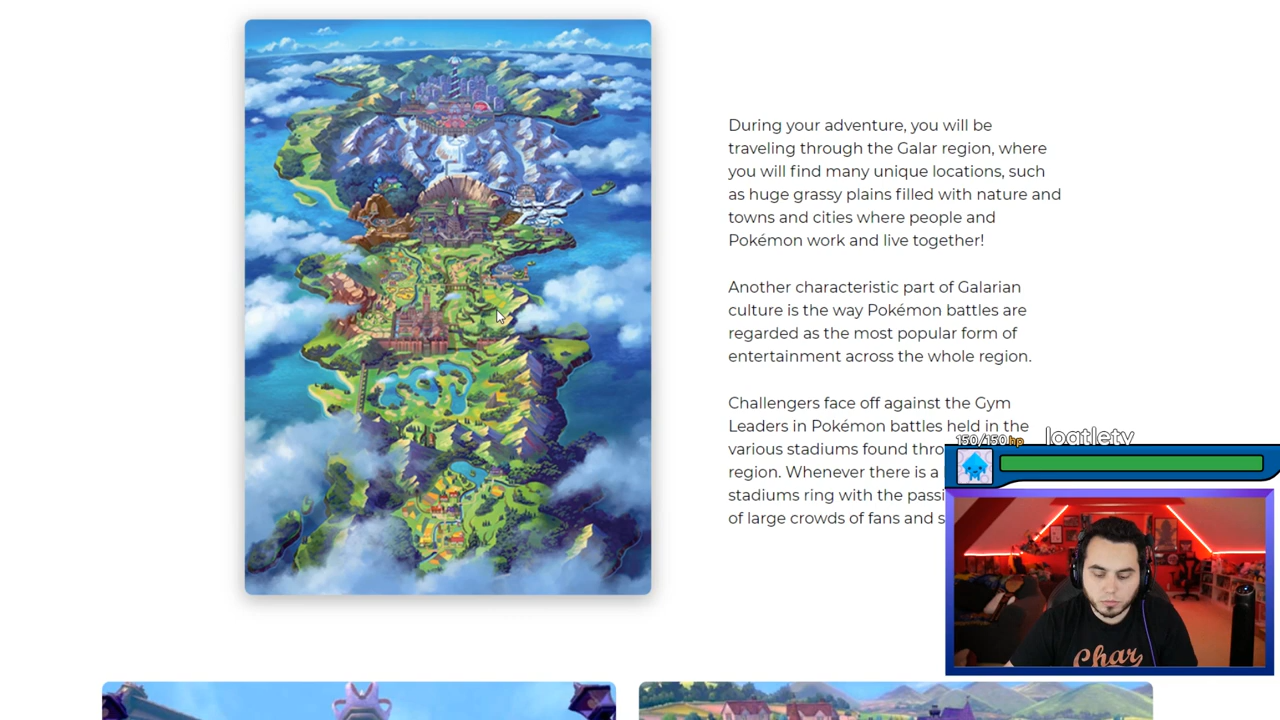 During your adventure, you will be
traveling through the Galar region, where
you will find many unique locations, such
as huge grassy plains filled with nature and
towns and cities where people and
Pokémon work and live together!
Another characteristic part of Galarian
culture is the way Pokémon battles are
regarded as the most popular form of
entertainment across the whole region.
Challengers face off against the Gym
Leaders in Pokémon battles held in the
various stadiums found
region. Whenever there is a
stadiums ring with the
of large crowds of fans and
150/150hp
loatletv
Char